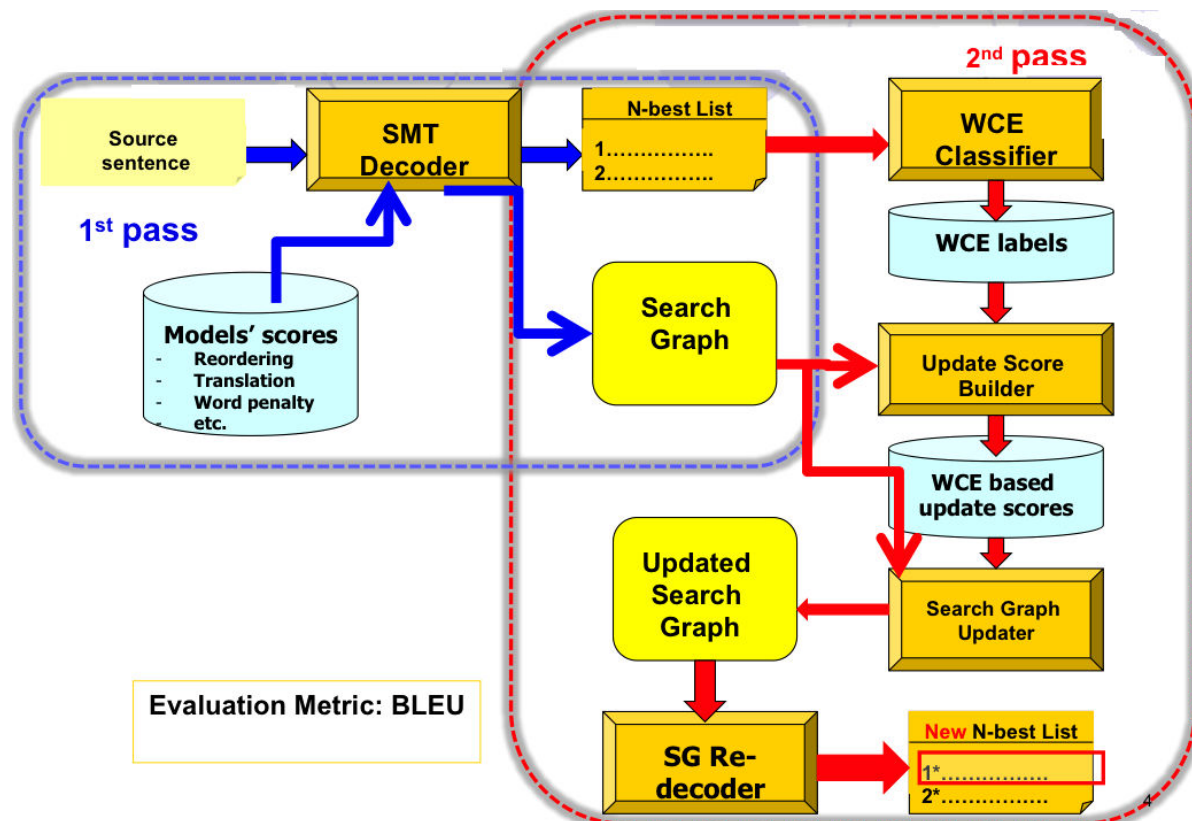 2nd pass
Source
sentence
SMT
Decoder
N-best List
1................
2................
WCE
Classifier
1st pass
WCE labels
Models’ scores
- Reordering
- Translation
- Word penalty
- etc.
Search
Graph
Update Score
Builder
WCE based
update scores
Updated
Search
Graph
Search Graph
Updater
Evaluation Metric: BLEU
SG Re-
decoder
New N-best List
1*................
2*................
4